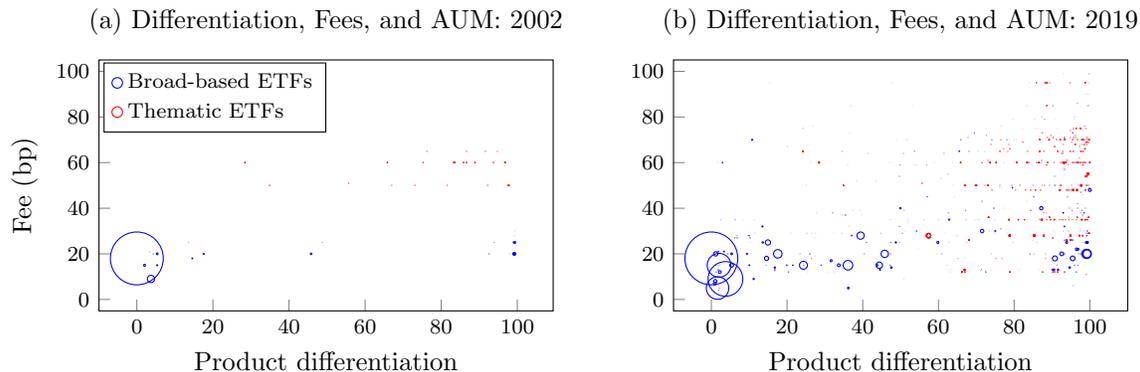 (a) Differentiation, Fees, and AUM: 2002
Fee (bp)
100
80
60
40
20
0
Broad-based ETFs
Thematic ETFs
0 20 40 60 80 100
Product differentiation
(b) Differentiation, Fees, and AUM: 2019
100
80
60
40
20
0
0 20 40 60 80 100
Product differentiation